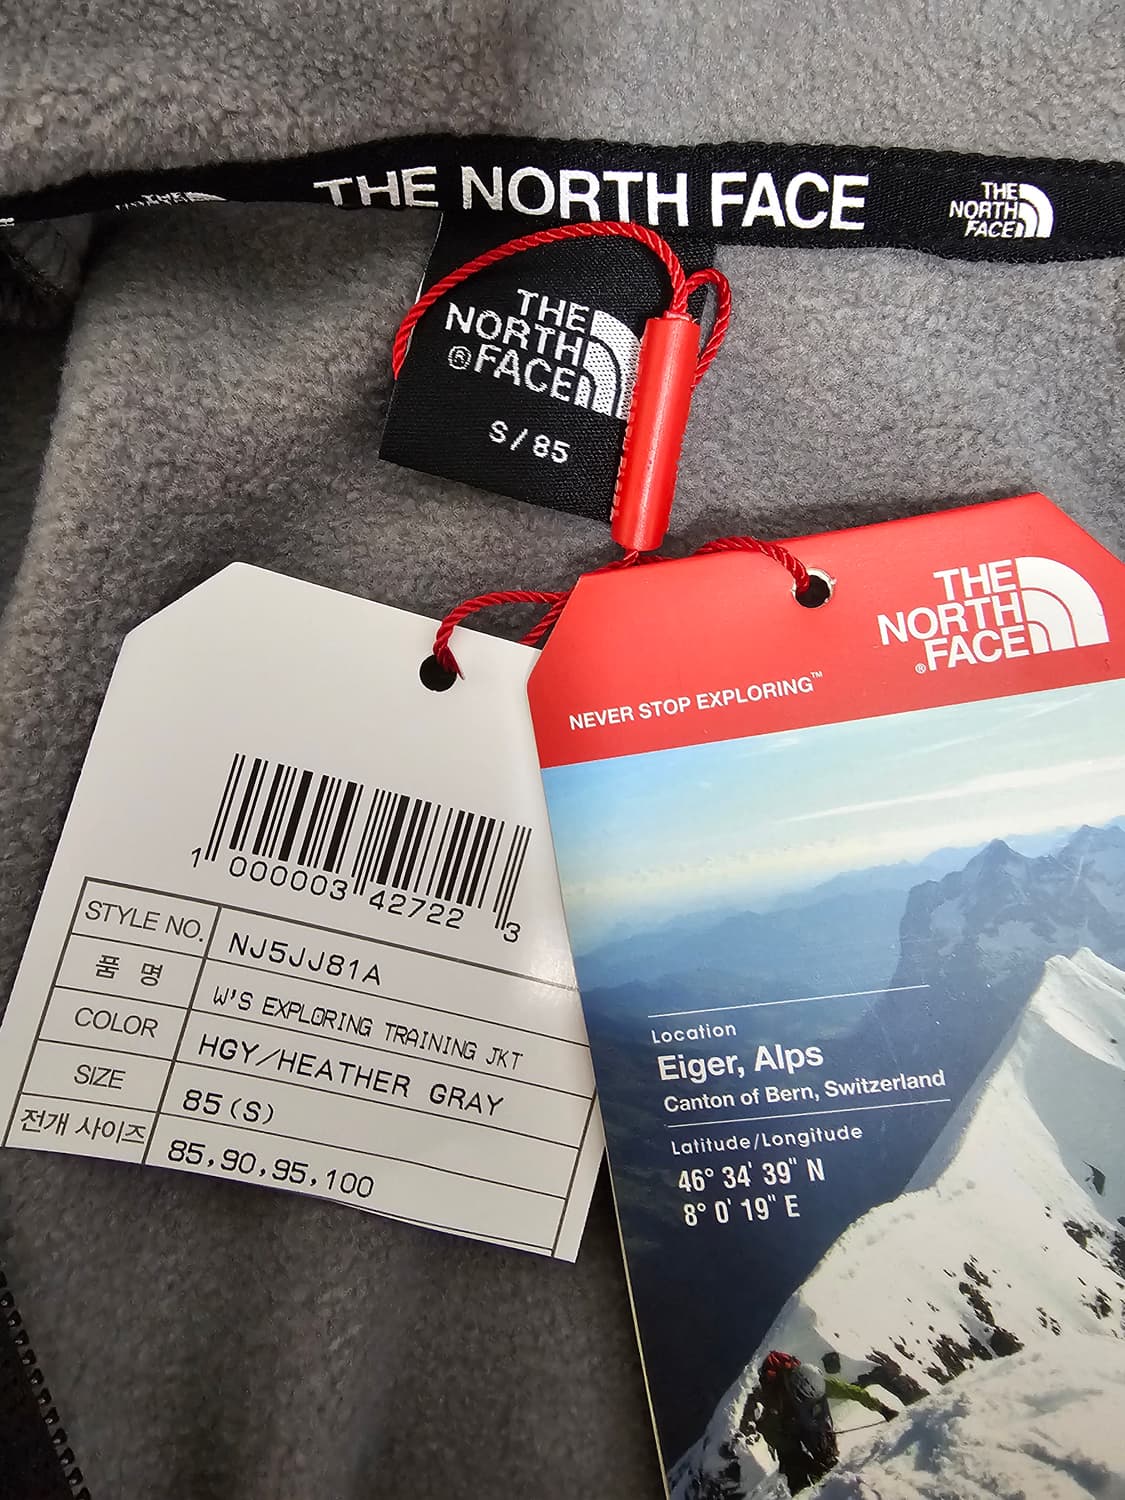 THE NORTH FACE
THE
NORTH
FACE
THE
NORTH
® FACE
S/85
THE
NORTH
®FACE
NEVER STOP EXPLORING™
1 000003 42722 3
STYLE NO. NJ5JJ81A
품 명 W'S EXPLORING TRAINING JKT
COLOR HGY/HEATHER GRAY
SIZE 85(S)
전개 사이즈 85,90,95,100
Location
Eiger, Alps
Canton of Bern, Switzerland
Latitude/Longitude
46° 34' 39" N
8° 0' 19" E